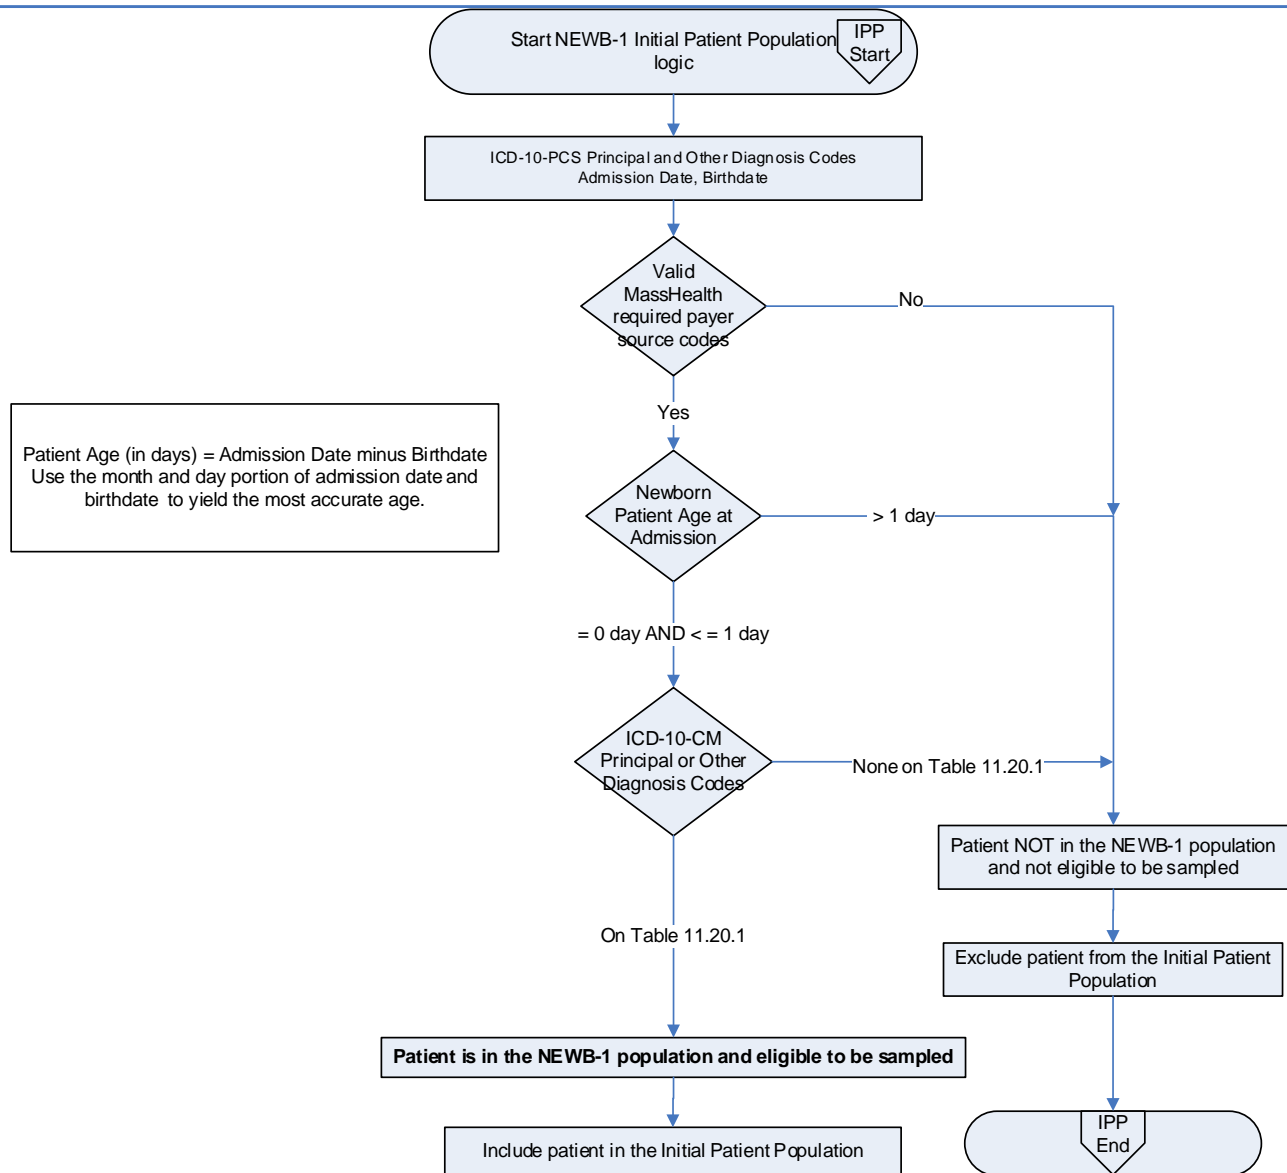 Start NEWB-1 Initial Patient Population
logic
IPP
Start
ICD-10-PCS Principal and Other Diagnosis Codes
Admission Date, Birthdate
Valid
MassHealth
required payer
source codes
No
Yes
Patient Age (in days) = Admission Date minus Birthdate
Use the month and day portion of admission date and
birthdate to yield the most accurate age.
Newborn
Patient Age at
Admission
> 1 day
= 0 day AND < = 1 day
ICD-10-CM
Principal or Other
Diagnosis Codes
None on Table 11.20.1
Patient NOT in the NEWB-1 population
and not eligible to be sampled
On Table 11.20.1
Exclude patient from the Initial Patient
Population
Patient is in the NEWB-1 population and eligible to be sampled
Include patient in the Initial Patient Population
IPP
End